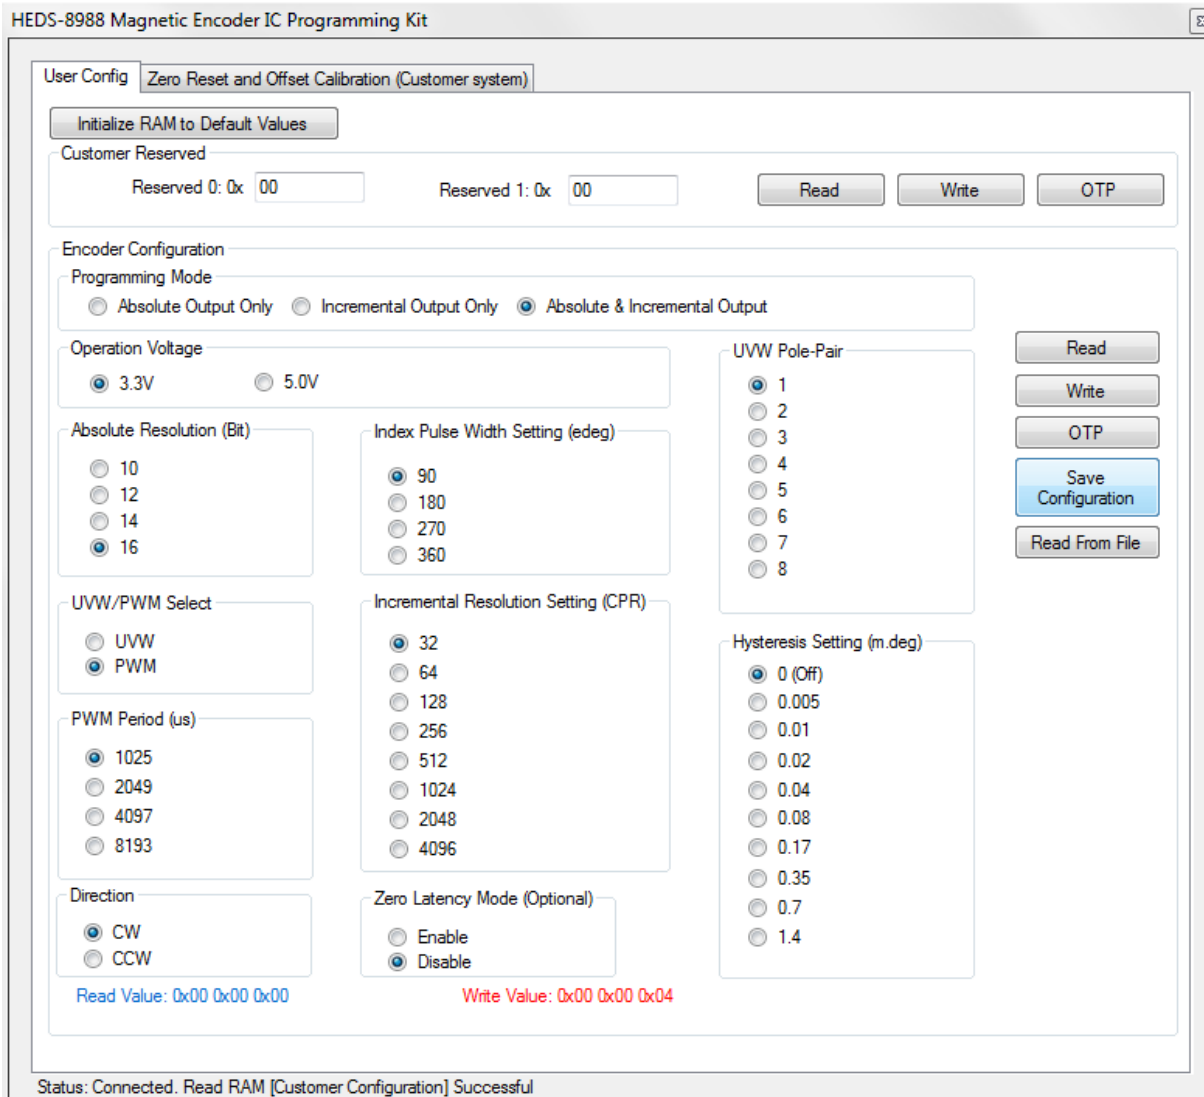 HEDS-8988 Magnetic Encoder IC Programming Kit
User Config
Zero Reset and Offset Calibration (Customer system)
Initialize RAM to Default Values
Customer Reserved
Reserved 0: 0x 00
Reserved 1: 0x 00
Read
Write
OTP
Encoder Configuration
Programming Mode
Absolute Output Only
Incremental Output Only
Absolute & Incremental Output
Operation Voltage
3.3V
5.0V
Absolute Resolution (Bit)
10
12
14
16
Index Pulse Width Setting (edeg)
90
180
270
360
UVW Pole-Pair
1
2
3
4
5
6
7
8
Read
Write
OTP
Save
Configuration
Read From File
UVW/PWM Select
UVW
PWM
Incremental Resolution Setting (CPR)
32
64
128
256
512
1024
2048
4096
Hysteresis Setting (m.deg)
0 (Off)
0.005
0.01
0.02
0.04
0.08
0.17
0.35
0.7
1.4
PWM Period (us)
1025
2049
4097
8193
Direction
CW
CCW
Zero Latency Mode (Optional)
Enable
Disable
Read Value: 0x00 0x00 0x00
Write Value: 0x00 0x00 0x04
Status: Connected. Read RAM [Customer Configuration] Successful